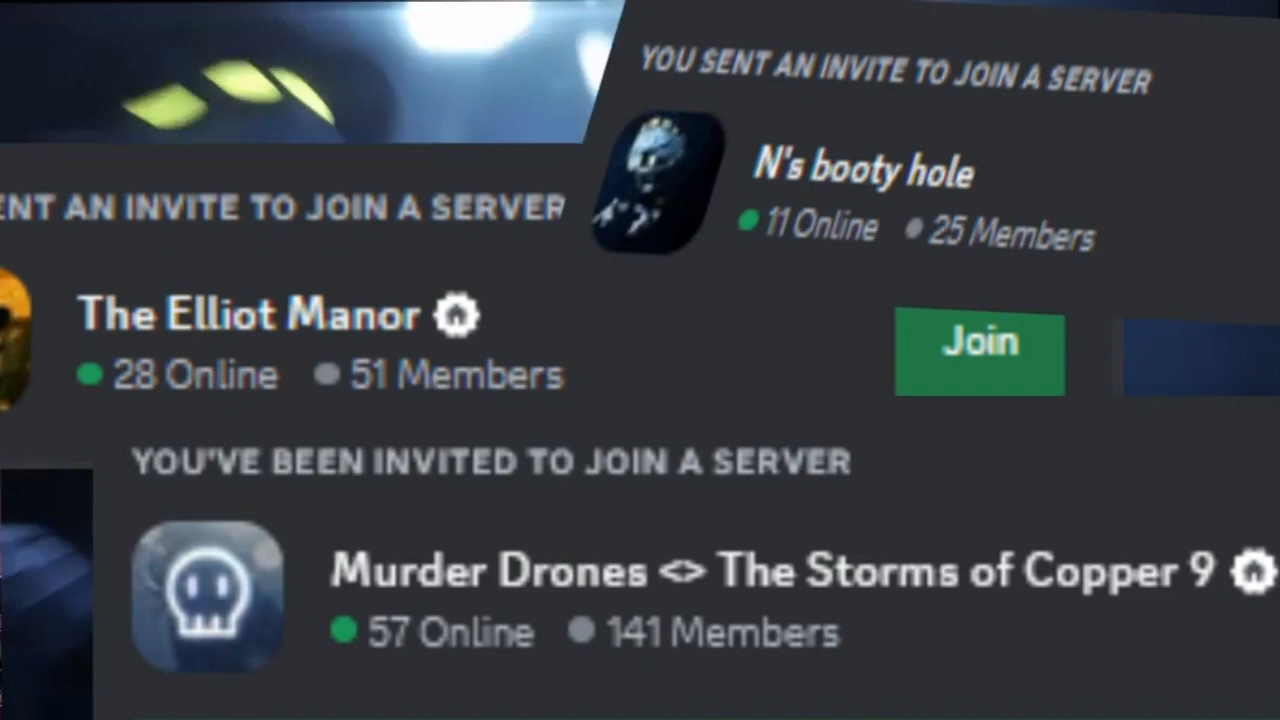 YOU SENT AN INVITE TO JOIN A SERVER
N's booty hole
11 Online 25 Members
ENT AN INVITE TO JOIN A SERVER
The Elliot Manor
28 Online 51 Members
Join
YOU'VE BEEN INVITED TO JOIN A SERVER
Murder Drones <> The Storms of Copper 9
57 Online 141 Members